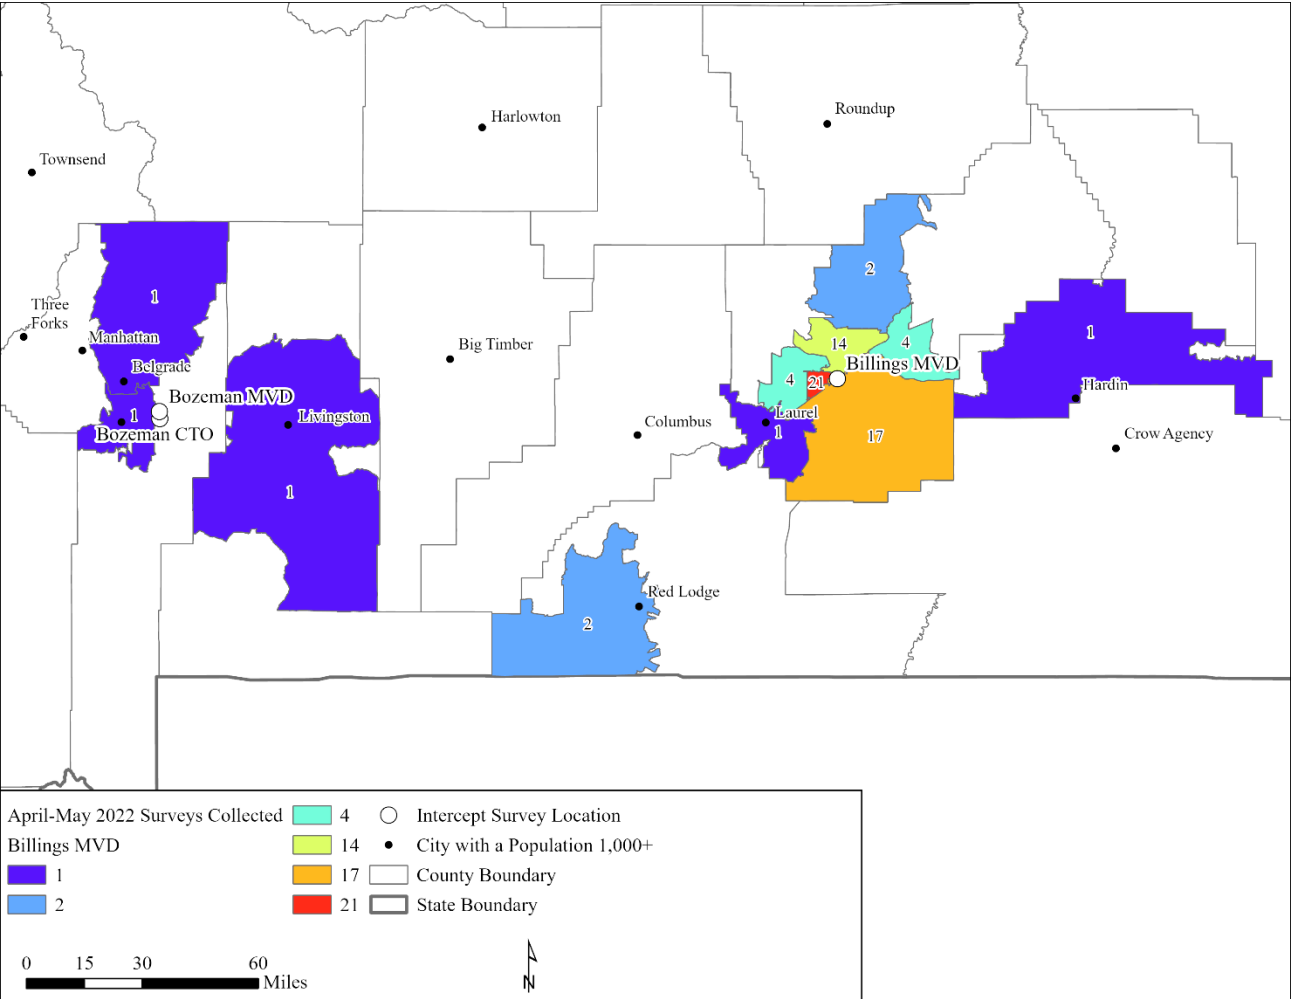 Harlowton
Roundup
Townsend
2
1
Three
Forks
1
Manhattan
14
4
Big Timber
Billings MVD
Belgrade
4
21
Hardin
Bozeman MVD
1
Livingston
Laurel
Columbus
Bozeman CTO
1
17
Crow Agency
1
Red Lodge
2
April-May 2022 Surveys Collected
Billings MVD
1
2
4
14
17
21
Intercept Survey Location
City with a Population 1,000+
County Boundary
State Boundary
0 15 30 60
Miles
N